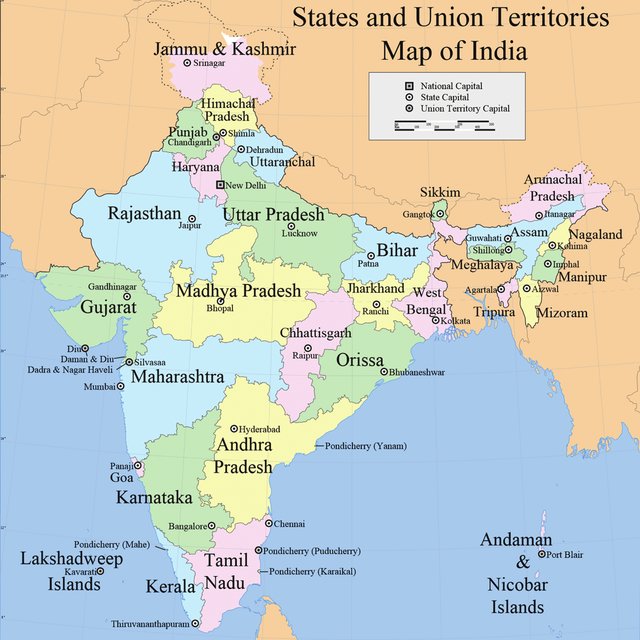 States and Union Territories
Map of India
National Capital
State Capital
Union Territory Capital
Jammu & Kashmir
Srinagar
Himachal
Pradesh
Shimla
Punjab
Chandigarh
Dehradun
Uttaranchal
Haryana
New Delhi
Rajasthan
Jaipur
Uttar Pradesh
Lucknow
Sikkim
Gangtok
Arunachal
Pradesh
Itanagar
Assam
Guwahati
Nagaland
Kohima
Shillong
Meghalaya
Imphal
Manipur
Agartala
Tripura
Aizwal
Mizoram
Bihar
Patna
Gandhinagar
Gujarat
Madhya Pradesh
Bhopal
Jharkhand
Ranchi
West
Bengal
Kolkata
Chhattisgarh
Raipur
Orissa
Bhubaneshwar
Diu
Daman & Diu
Dadra & Nagar Haveli
Silvasaa
Mumbai
Maharashtra
Hyderabad
Andhra
Pradesh
Pondicherry (Yanam)
Panaji
Goa
Karnataka
Bangalore
Chennai
Pondicherry (Mahe)
Pondicherry (Puducherry)
Pondicherry (Karaikal)
Lakshadweep
Kavarati
Islands
Kerala
Tamil
Nadu
Thiruvananthapuram
Andaman
&
Nicobar
Islands
Port Blair